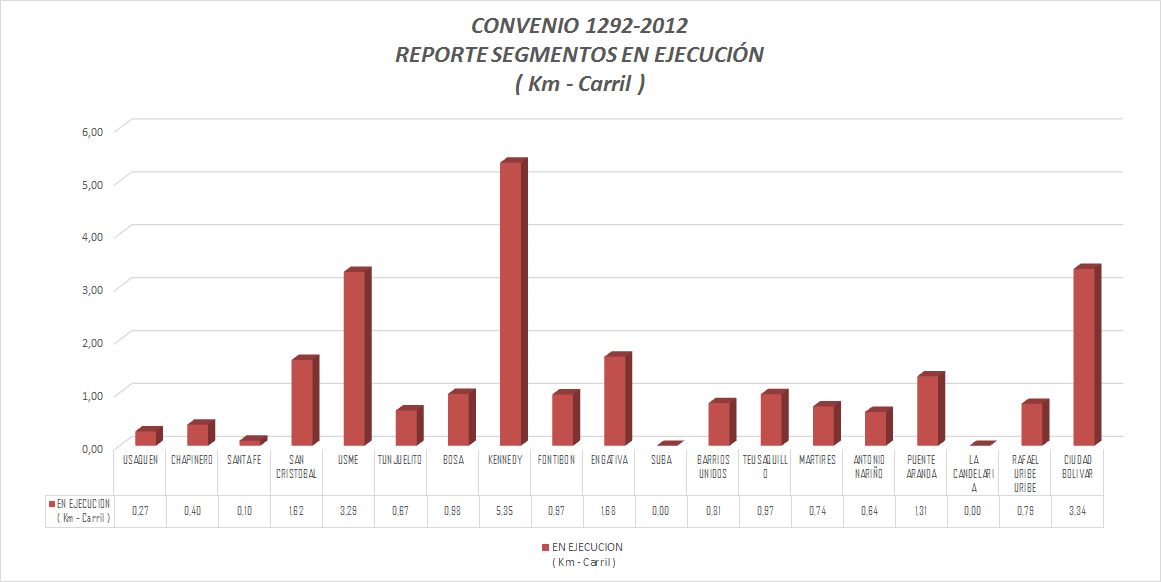 CONVENIO 1292-2012
REPORTE SEGMENTOS EN EJECUCIÓN
( Km - Carril )
6,00
5,00
4,00
3,00
2,00
1,00
0,00
USAQUEN CHAPINERO SANTA FE SAN CRISTOBAL USME TUNJUELITO BOSA KENNEDY FONTIBON ENGATIVA SUBA BARRIOS UNIDOS TEUSAQUILLO MARTIRES ANTONIO NARIÑO PUENTE ARANDA LA CANDELARIA RAFAEL URIBE URIBE CIUDAD BOLIVAR
EN EJECUCION
( Km - Carril )
0,27 0,40 0,10 1,62 3,29 0,67 0,98 5,35 0,97 1,68 0,00 0,81 0,97 0,74 0,64 1,31 0,00 0,79 3,34
EN EJECUCION
( Km - Carril )